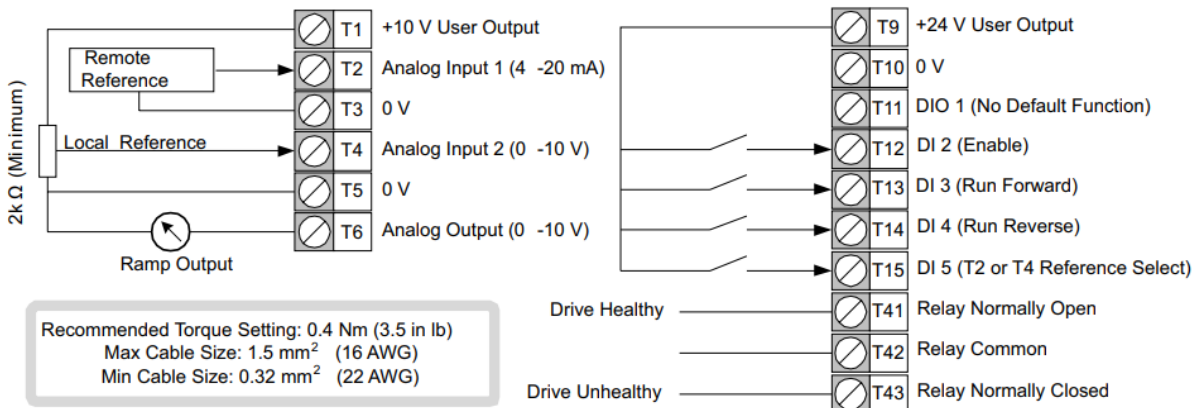 T1 +10 V User Output
Remote
Reference
T2 Analog Input 1 (4 -20 mA)
T3 0 V
2k Ω (Minimum)
Local Reference
T4 Analog Input 2 (0 -10 V)
T5 0 V
T6 Analog Output (0 -10 V)
Ramp Output
Recommended Torque Setting: 0.4 Nm (3.5 in lb)
Max Cable Size: 1.5 mm² (16 AWG)
Min Cable Size: 0.32 mm² (22 AWG)
T9 +24 V User Output
T10 0 V
T11 DIO 1 (No Default Function)
T12 DI 2 (Enable)
T13 DI 3 (Run Forward)
T14 DI 4 (Run Reverse)
T15 DI 5 (T2 or T4 Reference Select)
Drive Healthy T41 Relay Normally Open
T42 Relay Common
Drive Unhealthy T43 Relay Normally Closed